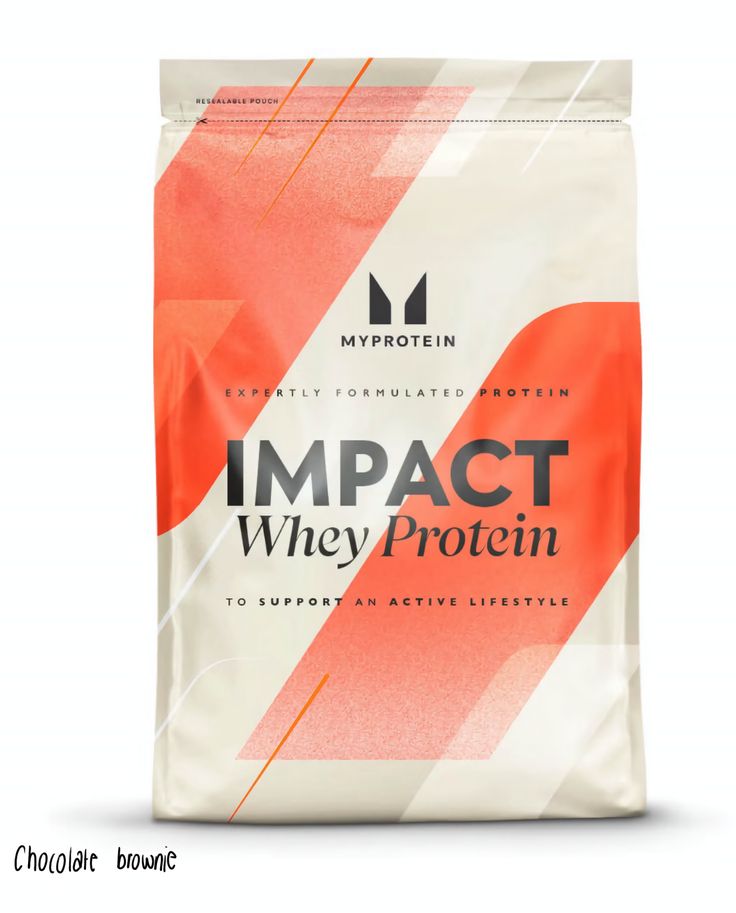 RESEALABLE POUCH
MYPROTEIN
EXPERTLY FORMULATED PROTEIN
IMPACT
Whey Protein
TO SUPPORT AN ACTIVE LIFESTYLE
Chocolate brownie